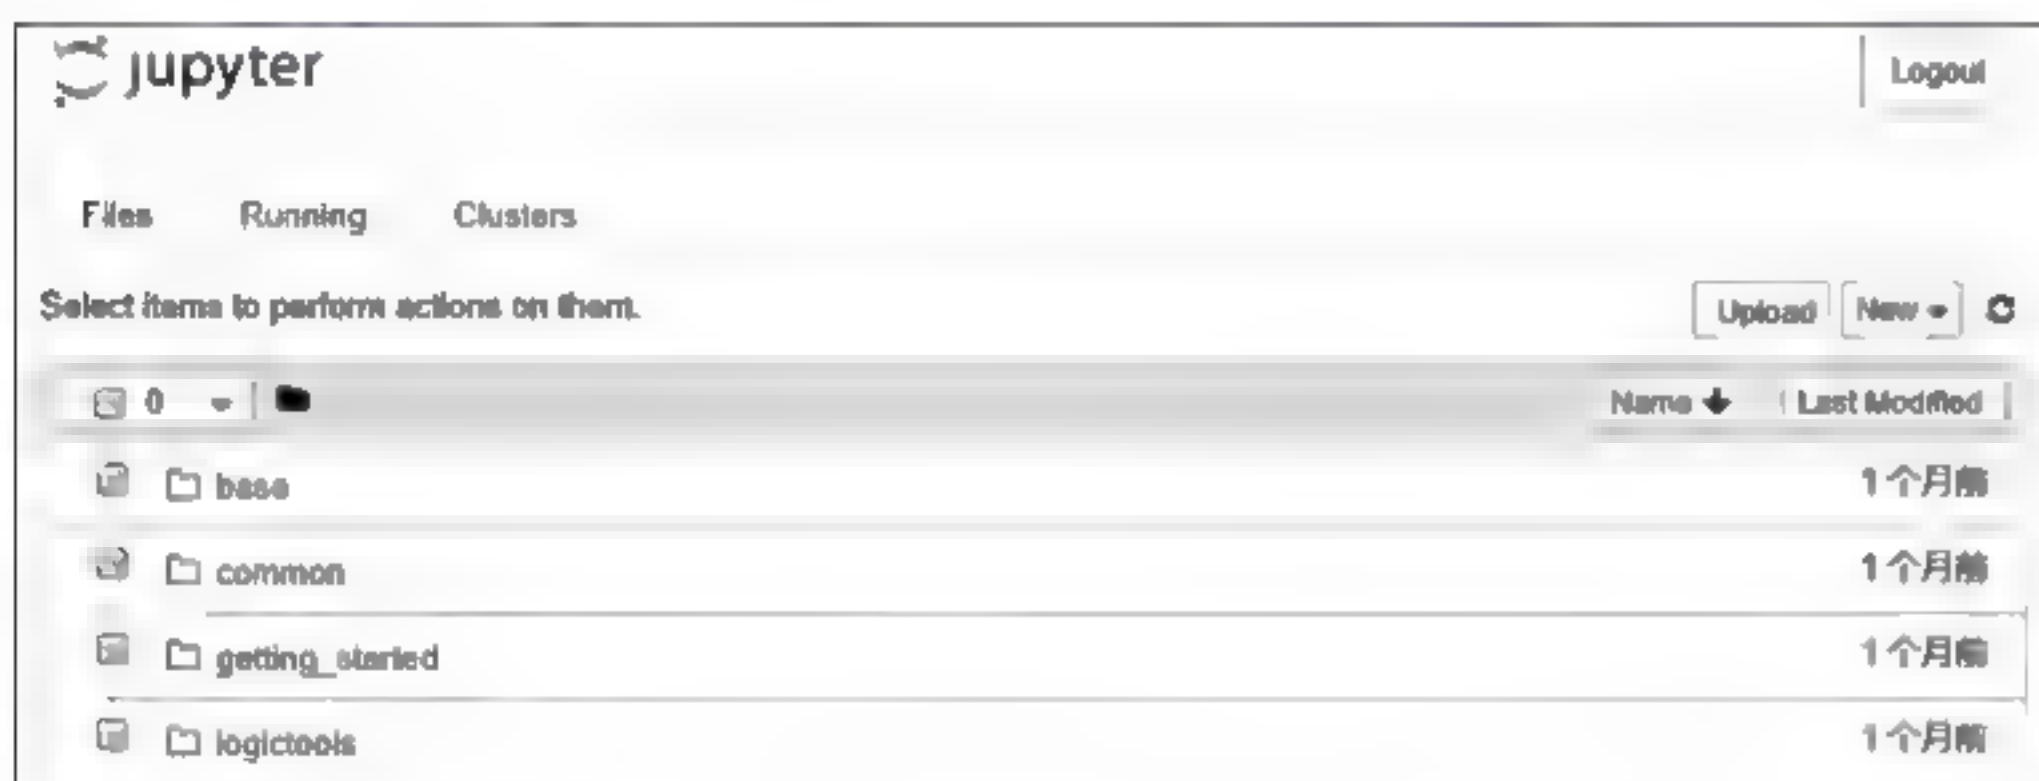 jupyter
Logout
Files Running Clusters
Select items to perform actions on them.
Upload New
0 Name Last Modified
base 1 个月前
common 1 个月前
getting_started 1 个月前
logictools 1 个月前